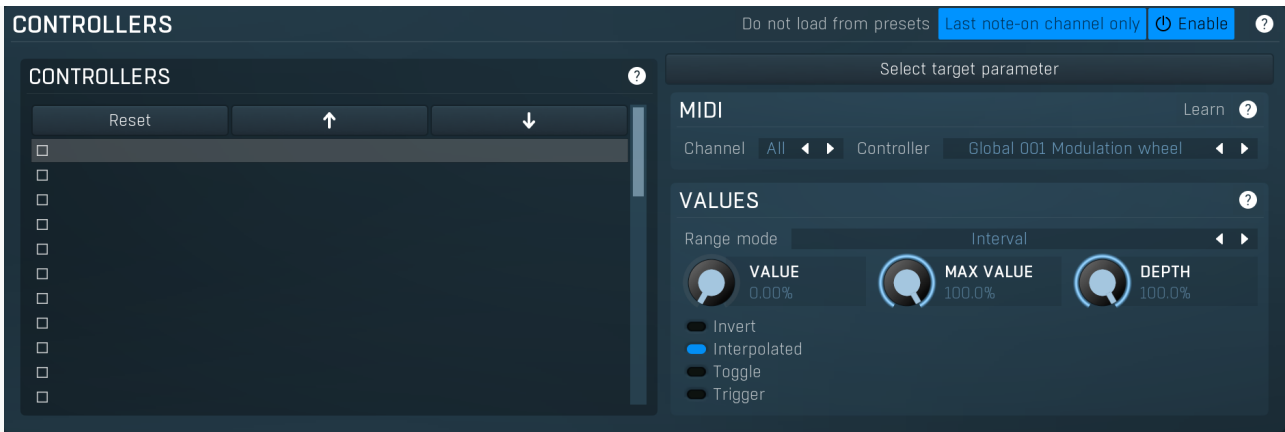 CONTROLLERS
Do not load from presets Last note-on channel only Enable ?
CONTROLLERS ?
Reset
Select target parameter
MIDI Learn ?
Channel All Controller Global 001 Modulation wheel
VALUES ?
Range mode Interval
VALUE
0.00%
MAX VALUE
100.0%
DEPTH
100.0%
Invert
Interpolated
Toggle
Trigger